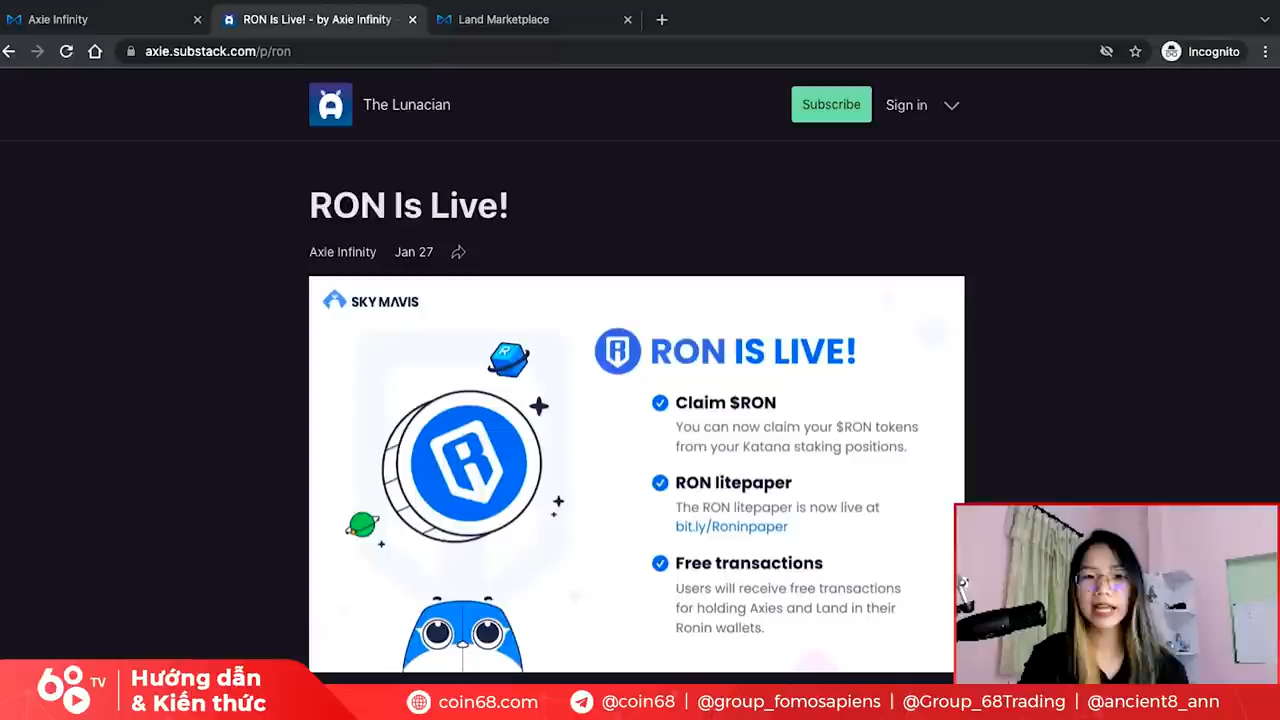 Axie Infinity
RON Is Live! - by Axie Infinity
Land Marketplace
axie.substack.com/p/ron
Incognito
The Lunacian
Subscribe
Sign in
RON Is Live!
Axie Infinity
Jan 27
SKY MAVIS
RON IS LIVE!
Claim $RON
You can now claim your $RON tokens
from your Katana staking positions.
RON litepaper
The RON litepaper is now live at
bit.ly/Roninpaper
Free transactions
Users will receive free transactions
for holding Axies and Land in their
Ronin wallets.
68 TV
Hướng dẫn
& Kiến thức
coin68.com
@coin68 | @group_fomosapiens | @Group_68Trading | @ancient8_ann